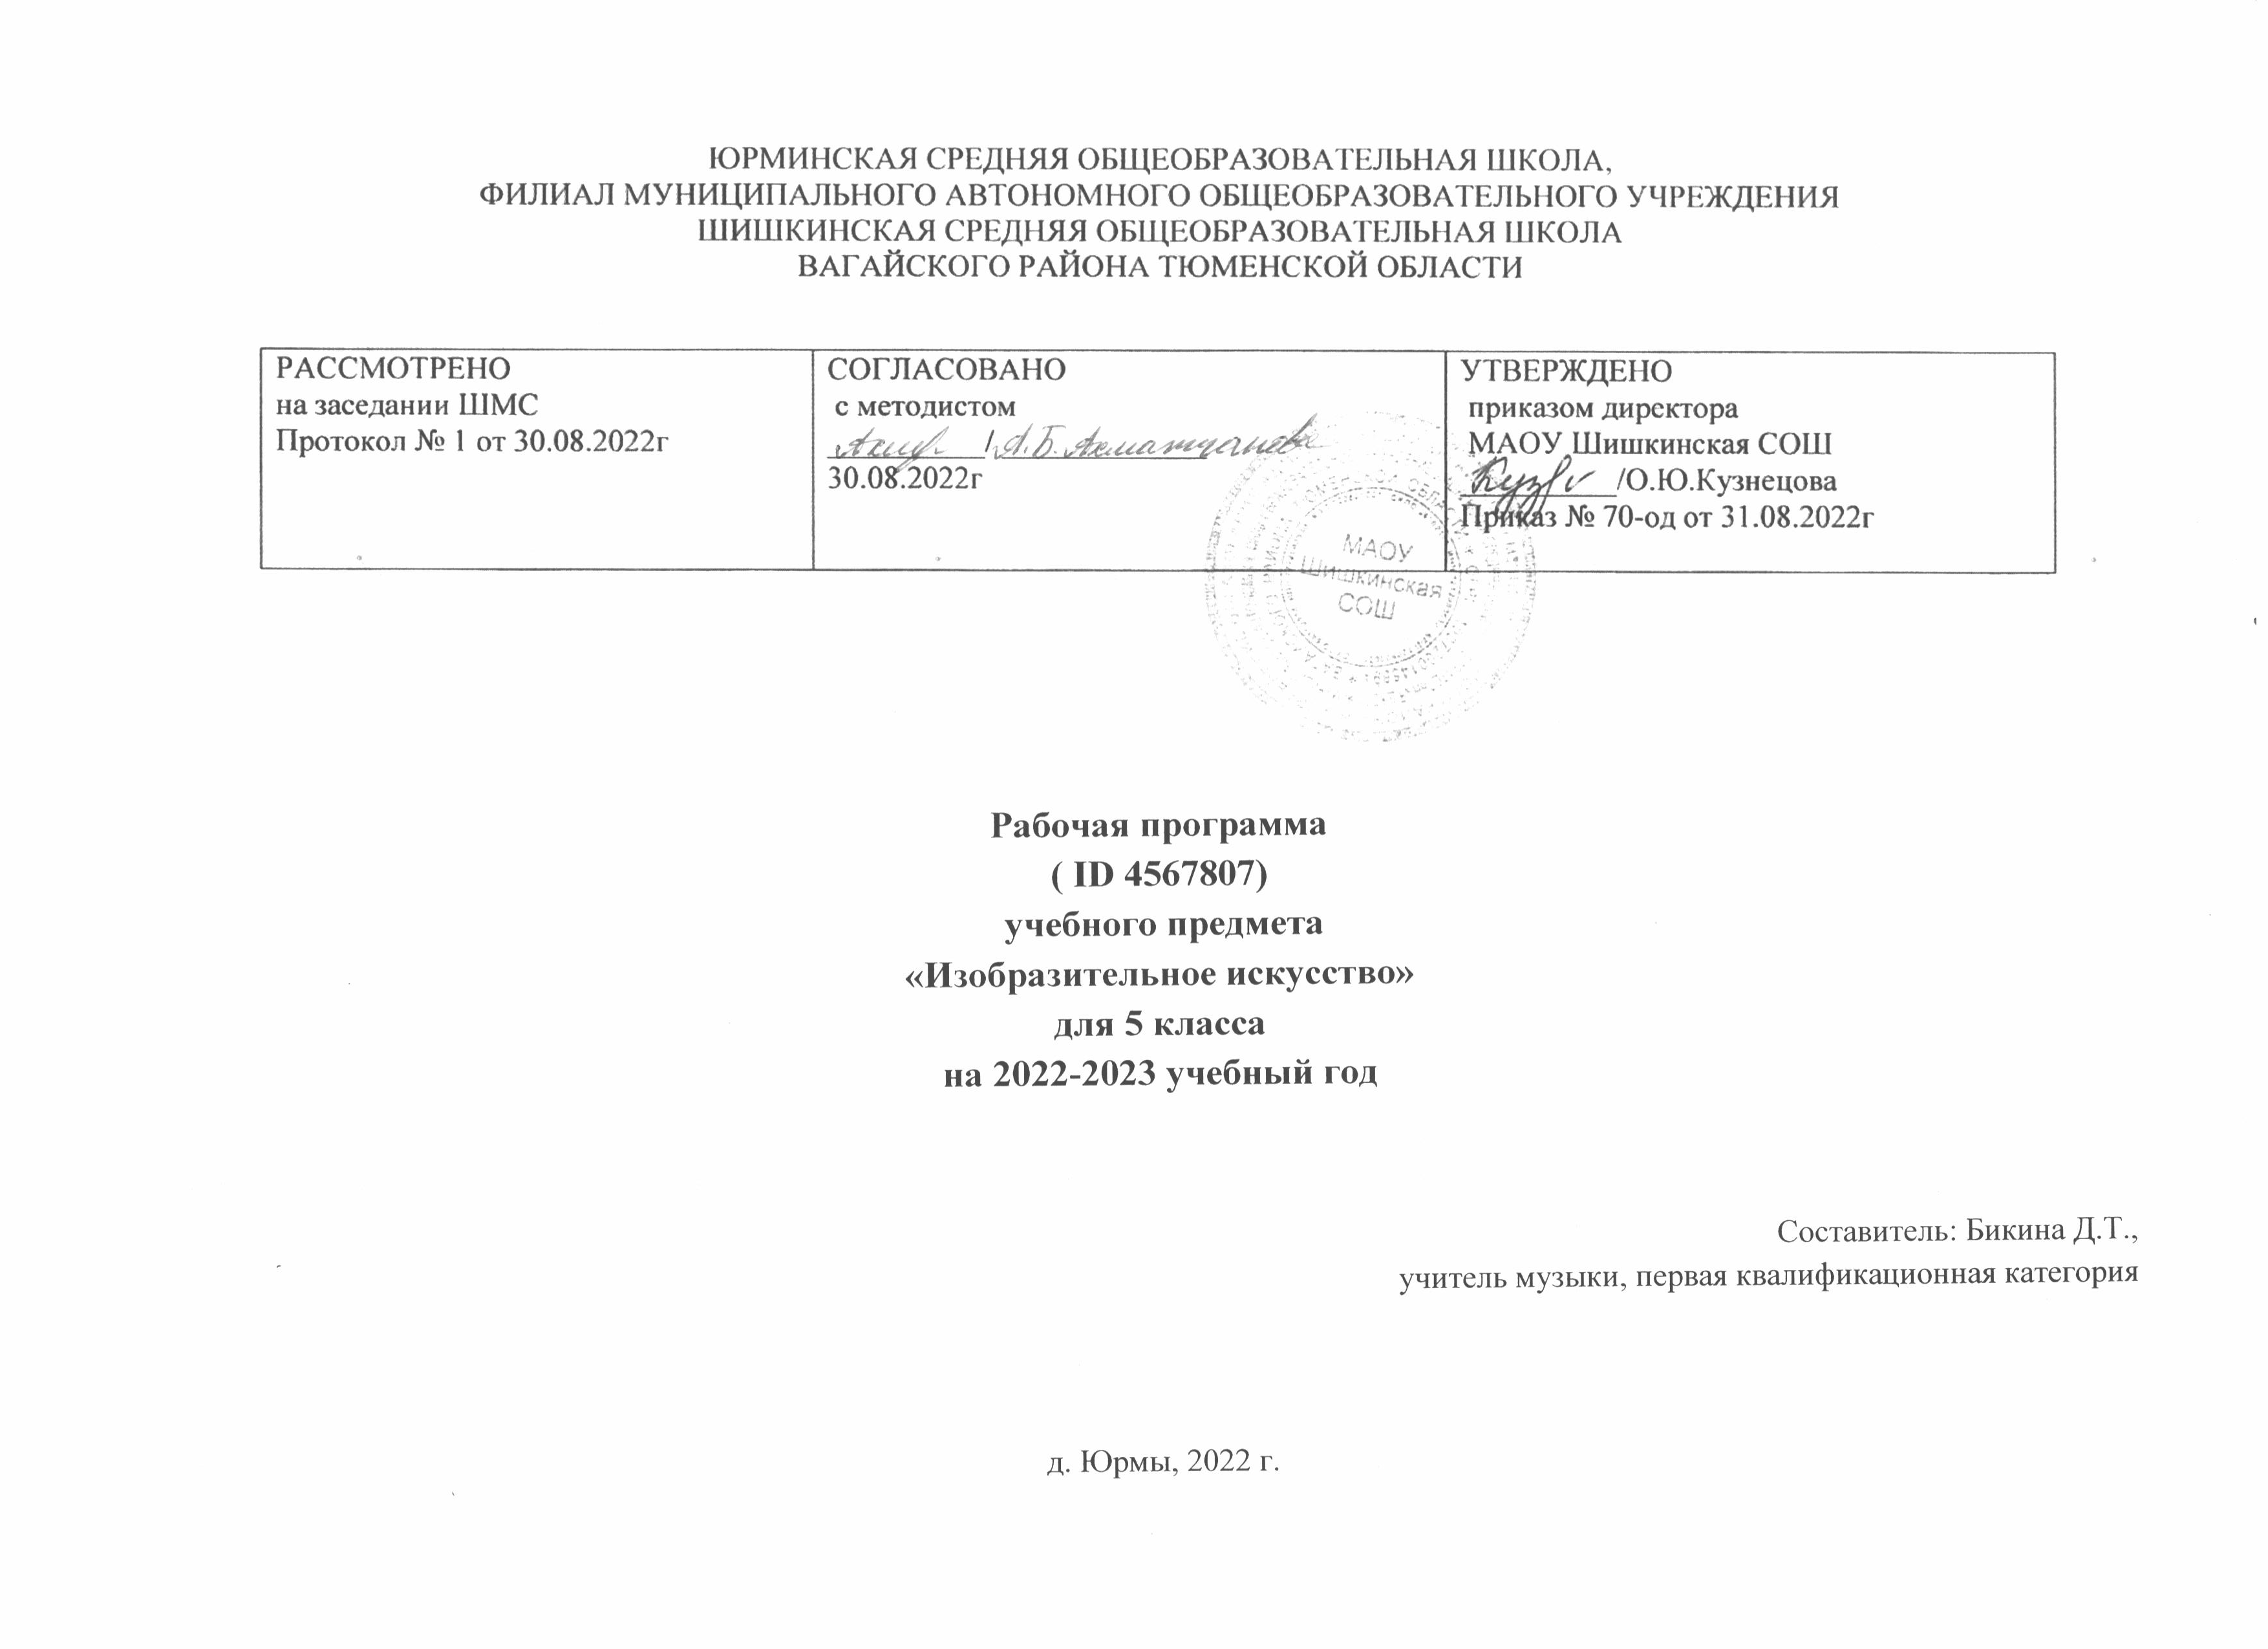 ЮРМИНСКАЯ СРЕДНЯЯ ОБЩЕОБРАЗОВАТЕЛЬНАЯ ШКОЛА,
ФИЛИАЛ МУНИЦИПАЛЬНОГО АВТОНОМНОГО ОБЩЕОБРАЗОВАТЕЛЬНОГО УЧРЕЖДЕНИЯ
ШИШКИНСКАЯ СРЕДНЯЯ ОБЩЕОБРАЗОВАТЕЛЬНАЯ ШКОЛА
ВАГАЙСКОГО РАЙОНА ТЮМЕНСКОЙ ОБЛАСТИ
РАССМОТРЕНО
на заседании ШМС
Протокол № 1 от 30.08.2022г
СОГЛАСОВАНО
с методистом
/ А.Б.
30.08.2022г
УТВЕРЖДЕНО
приказом директора
МАОУ Шишкинская СОШ
/О.Ю.Кузнецова
Приказ № 70-од от 31.08.2022г
МАОУ
Шишкинская
СОШ
Рабочая программа
( ID 4567807)
учебного предмета
«Изобразительное искусство»
для 5 класса
на 2022-2023 учебный год
Составитель: Бикина Д.Т.,
учитель музыки, первая квалификационная категория
д. Юрмы, 2022 г.